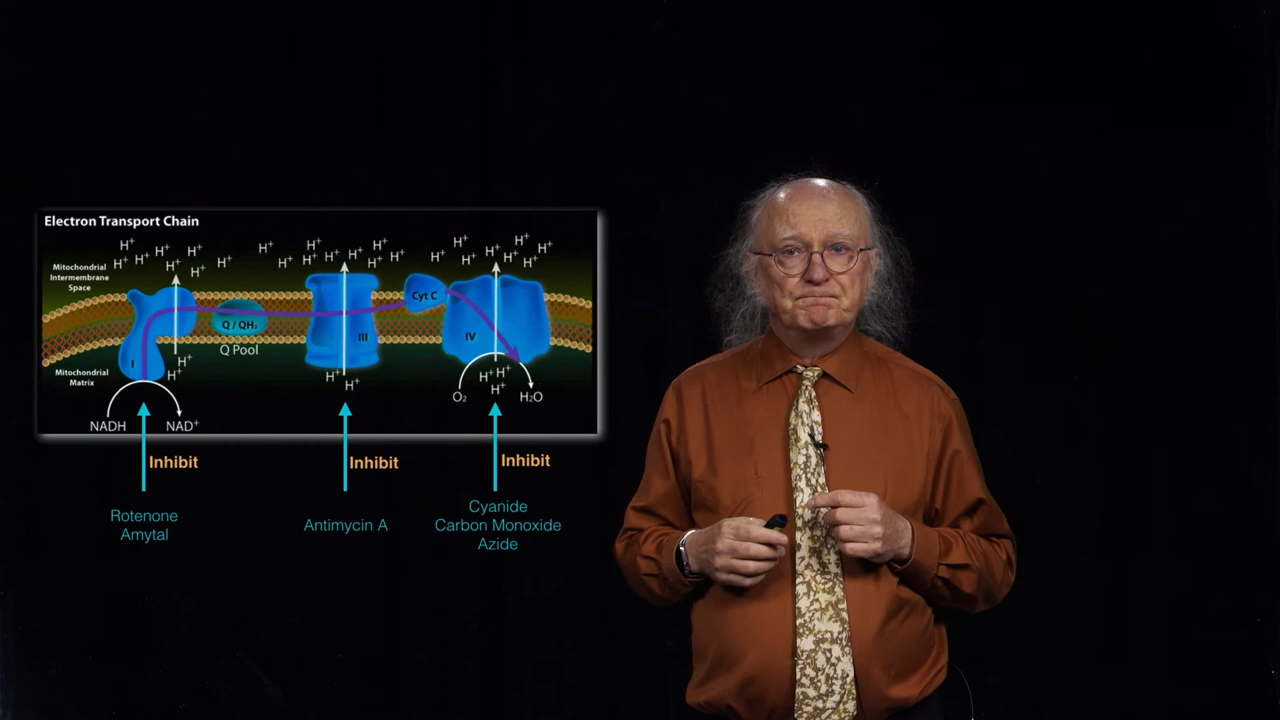 Electron Transport Chain
H⁺ H⁺ H⁺ H⁺ H⁺ H⁺ H⁺ H⁺ H⁺ H⁺ H⁺ H⁺ H⁺ H⁺ H⁺ H⁺ H⁺ H⁺ H⁺ H⁺ H⁺ H⁺ H⁺ H⁺
Mitochondrial
Intermembrane
Space
Cyt C
Q / QH₂
Q Pool
I
III
IV
H⁺
H⁺
H⁺
H⁺
H⁺ H⁺
H⁺
Mitochondrial
Matrix
O₂
H₂O
NADH
NAD⁺
Inhibit
Inhibit
Inhibit
Rotenone
Amytal
Antimycin A
Cyanide
Carbon Monoxide
Azide